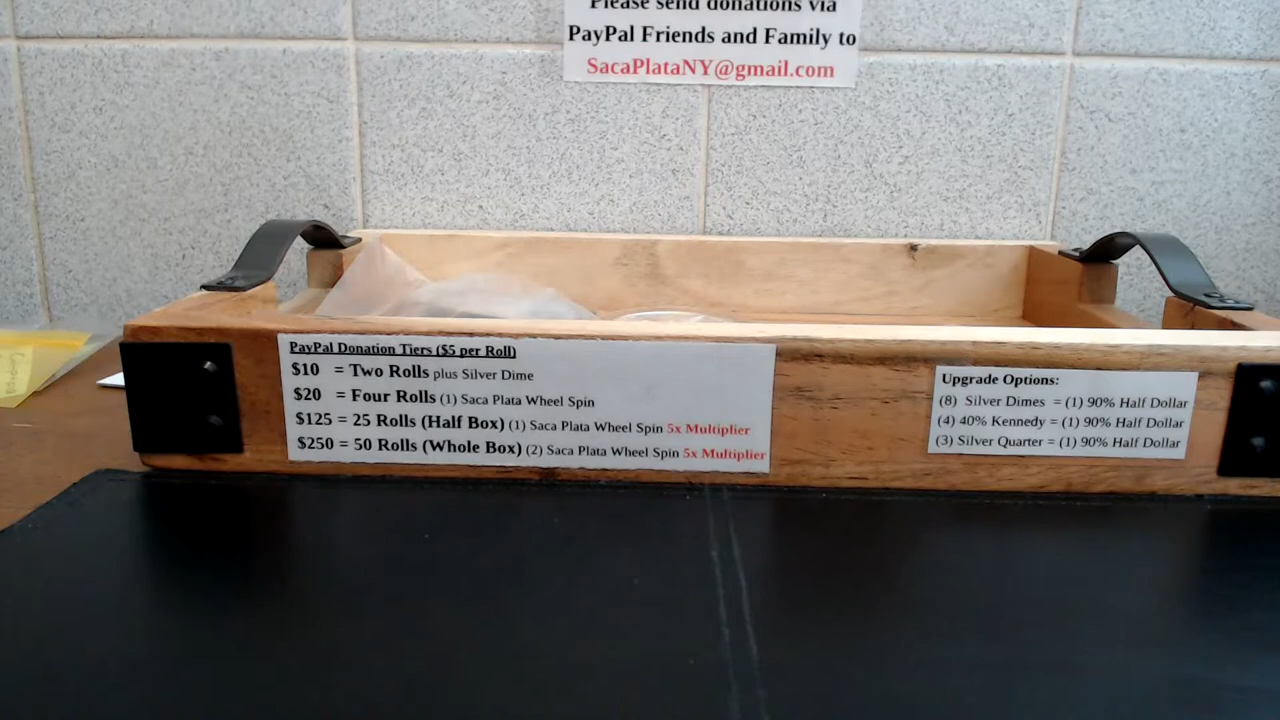 Please send donations via
PayPal Friends and Family to
SacaPlataNY@gmail.com
PayPal Donation Tiers ($5 per Roll)
$10 = Two Rolls plus Silver Dime
$20 = Four Rolls (1) Saca Plata Wheel Spin
$125 = 25 Rolls (Half Box) (1) Saca Plata Wheel Spin 5x Multiplier
$250 = 50 Rolls (Whole Box) (2) Saca Plata Wheel Spin 5x Multiplier
Upgrade Options:
(8) Silver Dimes = (1) 90% Half Dollar
(4) 40% Kennedy = (1) 90% Half Dollar
(3) Silver Quarter = (1) 90% Half Dollar